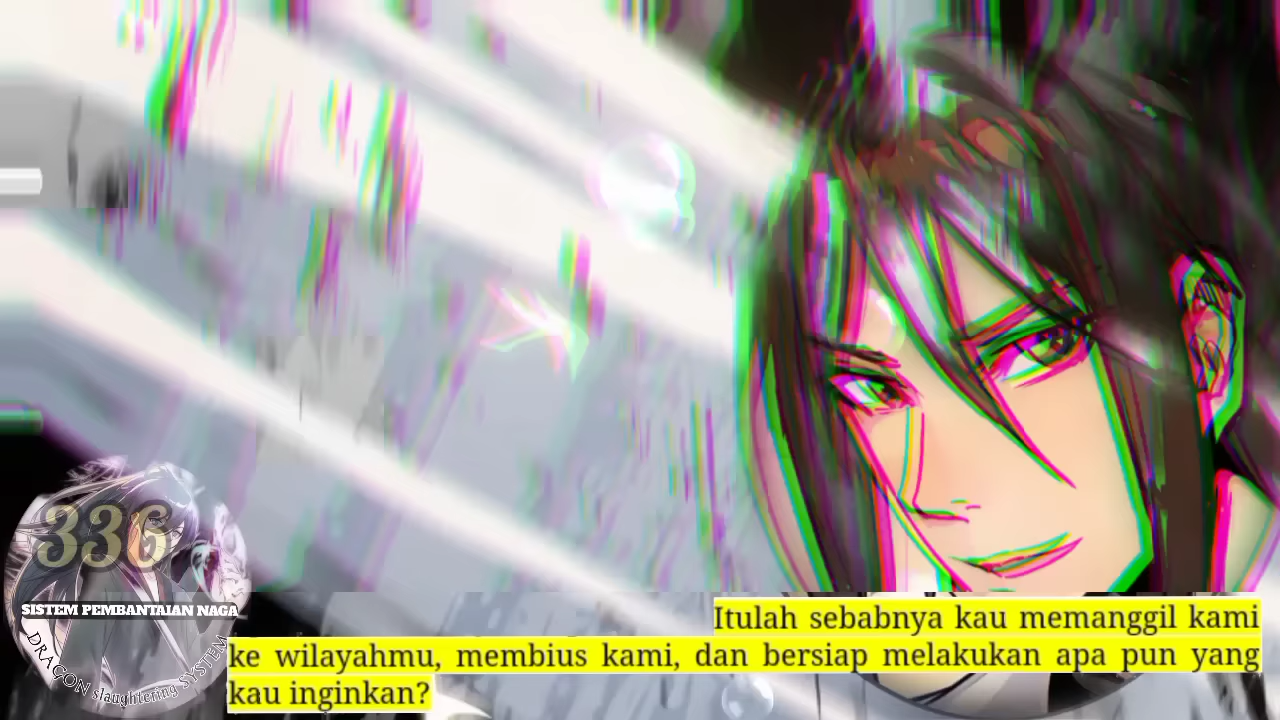 336
SISTEM PEMBANTAIAN NAGA
DRAGON slaughtering SYSTEM
Itulah sebabnya kau memanggil kami
ke wilayahmu, membius kami, dan bersiap melakukan apa pun yang
kau inginkan?